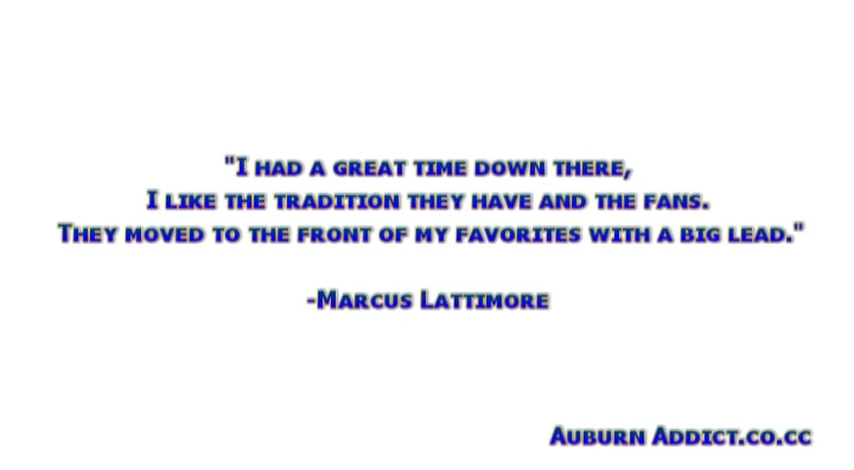 "I HAD A GREAT TIME DOWN THERE,
I LIKE THE TRADITION THEY HAVE AND THE FANS.
THEY MOVED TO THE FRONT OF MY FAVORITES WITH A BIG LEAD."
-MARCUS LATTIMORE
AUBURN ADDICT.CO.CC